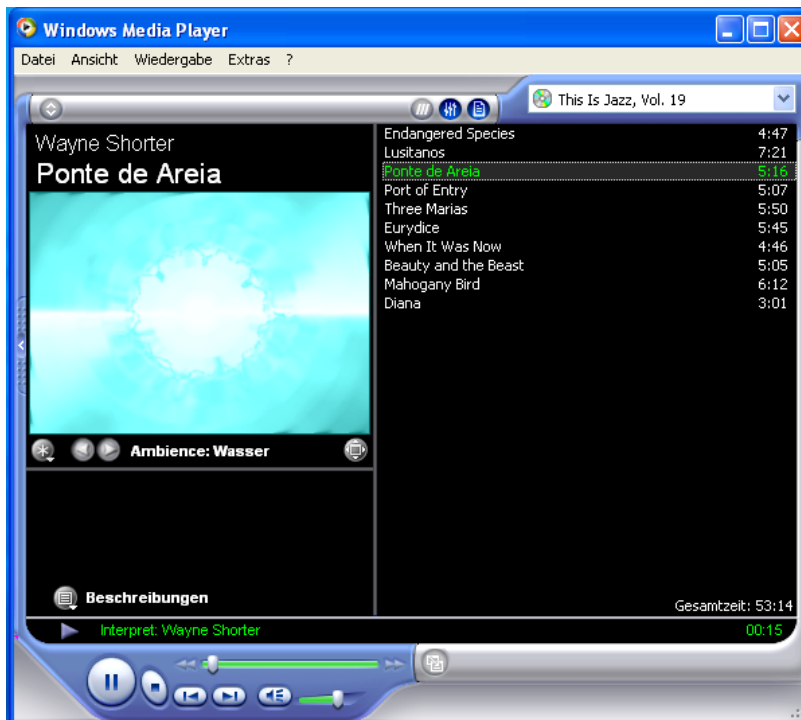 Windows Media Player
Datei Ansicht Wiedergabe Extras ?
This Is Jazz, Vol. 19
Wayne Shorter
Ponte de Areia
Endangered Species 4:47
Lusitanos 7:21
Ponte de Areia 5:16
Port of Entry 5:07
Three Marias 5:50
Eurydice 5:45
When It Was Now 4:46
Beauty and the Beast 5:05
Mahogany Bird 6:12
Diana 3:01
Ambience: Wasser
Beschreibungen
Gesamtzeit: 53:14
Interpret: Wayne Shorter 00:15